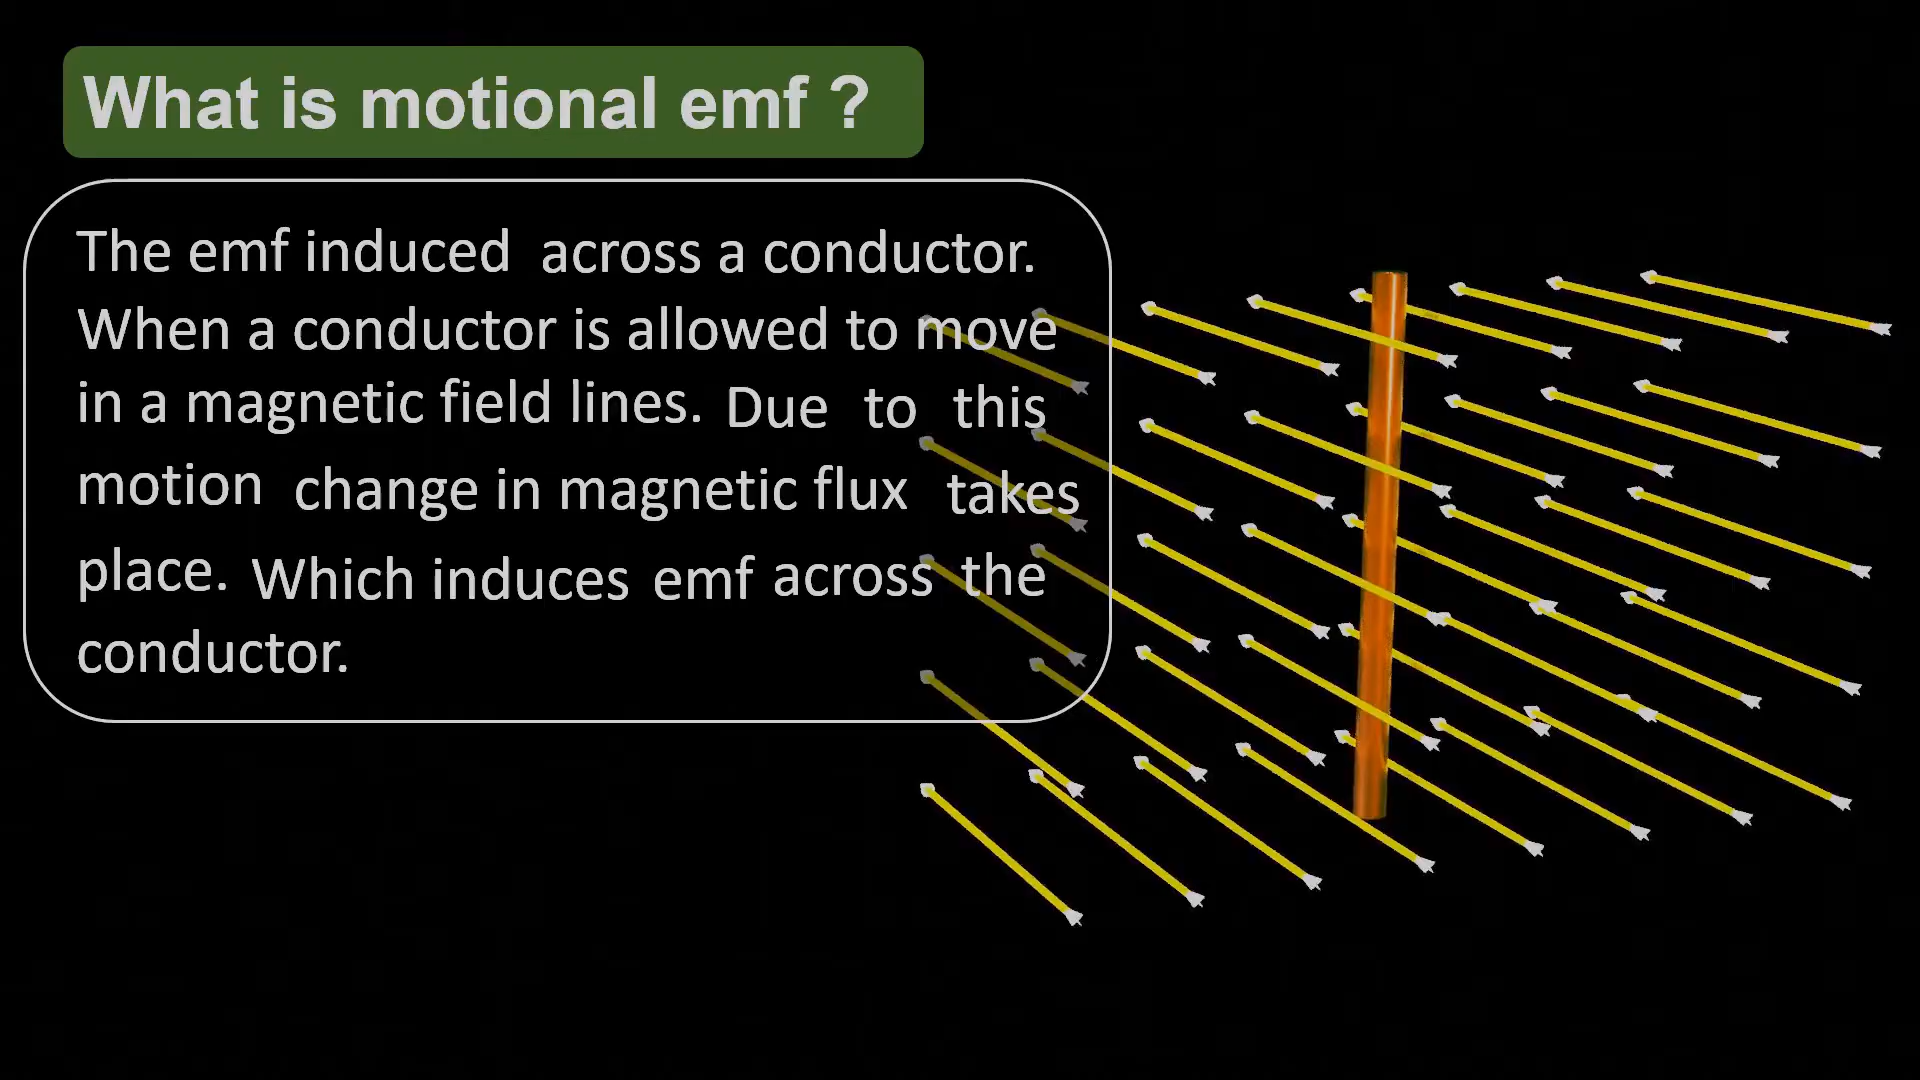 What is motional emf ?
The emf induced across a conductor.
When a conductor is allowed to move
in a magnetic field lines. Due to this
motion change in magnetic flux takes
place. Which induces emf across the
conductor.